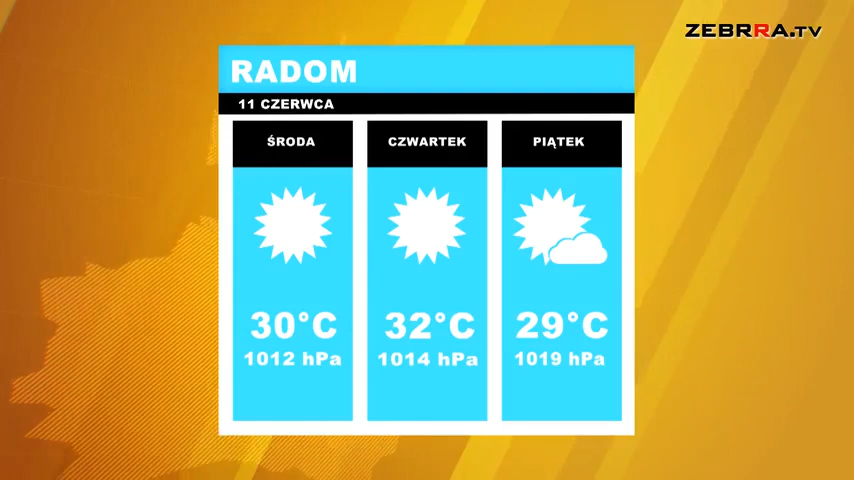 ZEBRRA.TV
RADOM
11 CZERWCA
ŚRODA
30°C
1012 hPa
CZWARTEK
32°C
1014 hPa
PIĄTEK
29°C
1019 hPa